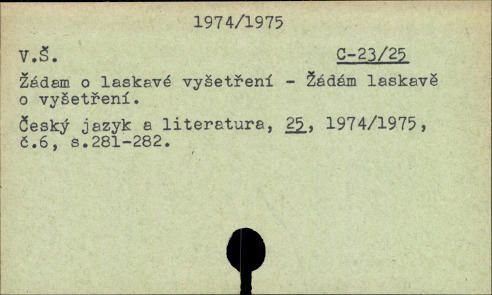 1974/1975
V.Š. C-23/25
Žádam o laskavé vyšetření - Žádám laskavě
o vyšetření.
Český jazyk a literatura, 25, 1974/1975,
č.6, s.281-282.